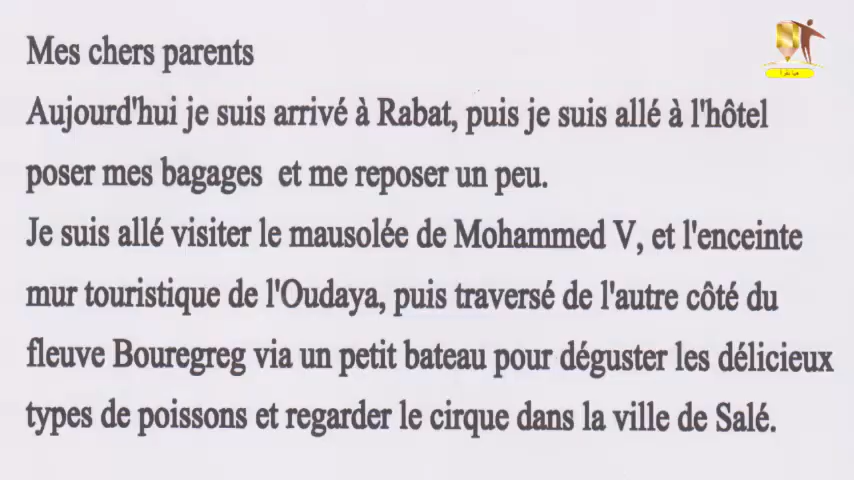 Mes chers parents
Aujourd'hui je suis arrivé à Rabat, puis je suis allé à l'hôtel
poser mes bagages et me reposer un peu.
Je suis allé visiter le mausolée de Mohammed V, et l'enceinte
mur touristique de l'Oudaya, puis traversé de l'autre côté du
fleuve Bouregreg via un petit bateau pour déguster les délicieux
types de poissons et regarder le cirque dans la ville de Salé.